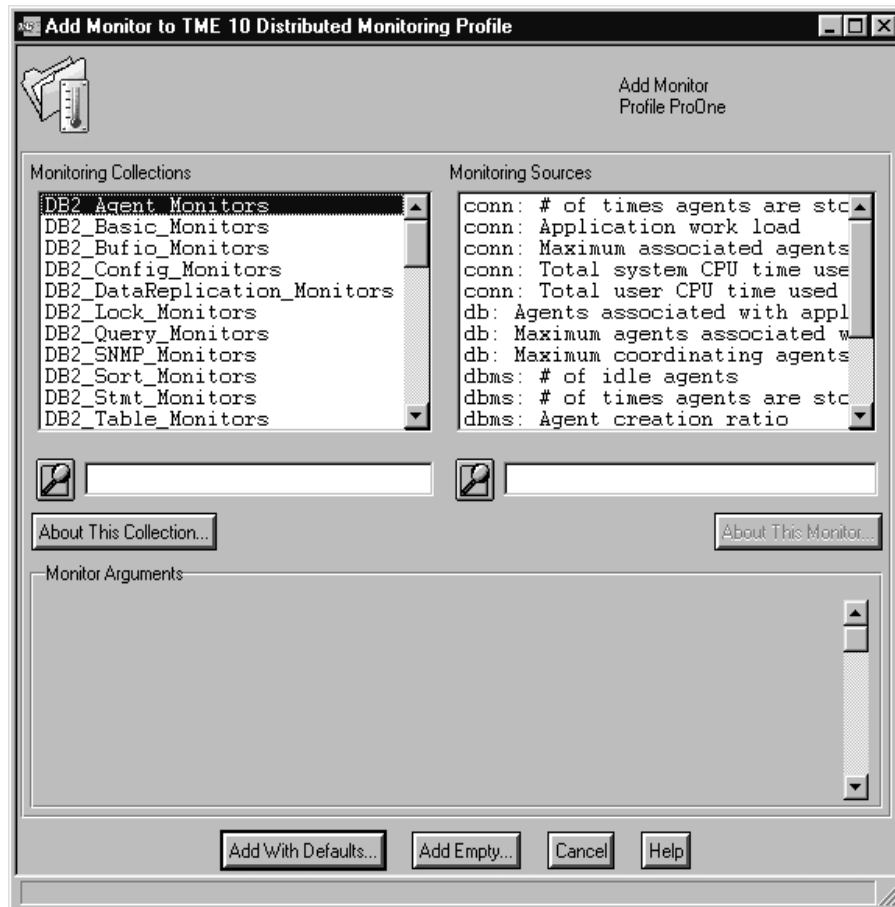 Add Monitor to TME 10 Distributed Monitoring Profile
Add Monitor
Profile ProOne
Monitoring Collections
DB2_Agent_Monitors
DB2_Basic_Monitors
DB2_Bufio_Monitors
DB2_Config_Monitors
DB2_DataReplication_Monitors
DB2_Lock_Monitors
DB2_Query_Monitors
DB2_SNMP_Monitors
DB2_Sort_Monitors
DB2_Stmt_Monitors
DB2_Table_Monitors
Monitoring Sources
conn: # of times agents are sto
conn: Application work load
conn: Maximum associated agents
conn: Total system CPU time use
conn: Total user CPU time used
db: Agents associated with appl
db: Maximum agents associated w
db: Maximum coordinating agents
dbms: # of idle agents
dbms: # of times agents are sto
dbms: Agent creation ratio
About This Collection...
About This Monitor...
Monitor Arguments
Add With Defaults...
Add Empty...
Cancel
Help